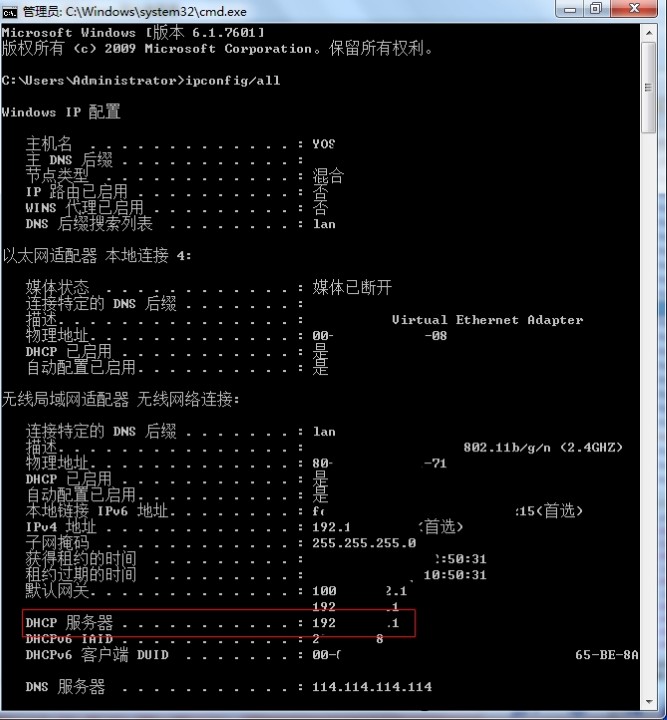 管理员: C:\Windows\system32\cmd.exe
Microsoft Windows [版本 6.1.7601]
版权所有 (c) 2009 Microsoft Corporation。保留所有权利。
C:\Users\Administrator>ipconfig/all
Windows IP 配置
主机名 . . . . . . . . . . . . . : YOS
主 DNS 后缀 . . . . . . . . . . . :
节点类型 . . . . . . . . . . . . : 混合
IP 路由已启用 . . . . . . . . . . : 否
WINS 代理已启用 . . . . . . . . . : 否
DNS 后缀搜索列表 . . . . . . . . : lan
以太网适配器 本地连接 4:
媒体状态 . . . . . . . . . . . . : 媒体已断开
连接特定的 DNS 后缀 . . . . . . . :
描述. . . . . . . . . . . . . . . : Virtual Ethernet Adapter
物理地址. . . . . . . . . . . . . : 00- -08
DHCP 已启用 . . . . . . . . . . . : 是
自动配置已启用. . . . . . . . . . : 是
无线局域网适配器 无线网络连接:
连接特定的 DNS 后缀 . . . . . . . : lan
描述. . . . . . . . . . . . . . . : 802.11b/g/n (2.4GHZ)
物理地址. . . . . . . . . . . . . : 80- -71
DHCP 已启用 . . . . . . . . . . . : 是
自动配置已启用. . . . . . . . . . : 是
本地链接 IPv6 地址. . . . . . . . : f :15(首选)
IPv4 地址 . . . . . . . . . . . . : 192.1 (首选)
子网掩码 . . . . . . . . . . . . : 255.255.255.0
获得租约的时间 . . . . . . . . . : :50:31
租约过期的时间 . . . . . . . . . : 10:50:31
默认网关. . . . . . . . . . . . . : 100 2.1
192 .1
DHCP 服务器 . . . . . . . . . . . : 192 .1
DHCPv6 IAID . . . . . . . . . . . : 2 8
DHCPv6 客户端 DUID . . . . . . . : 00- 65-BE-8A
DNS 服务器 . . . . . . . . . . . : 114.114.114.114